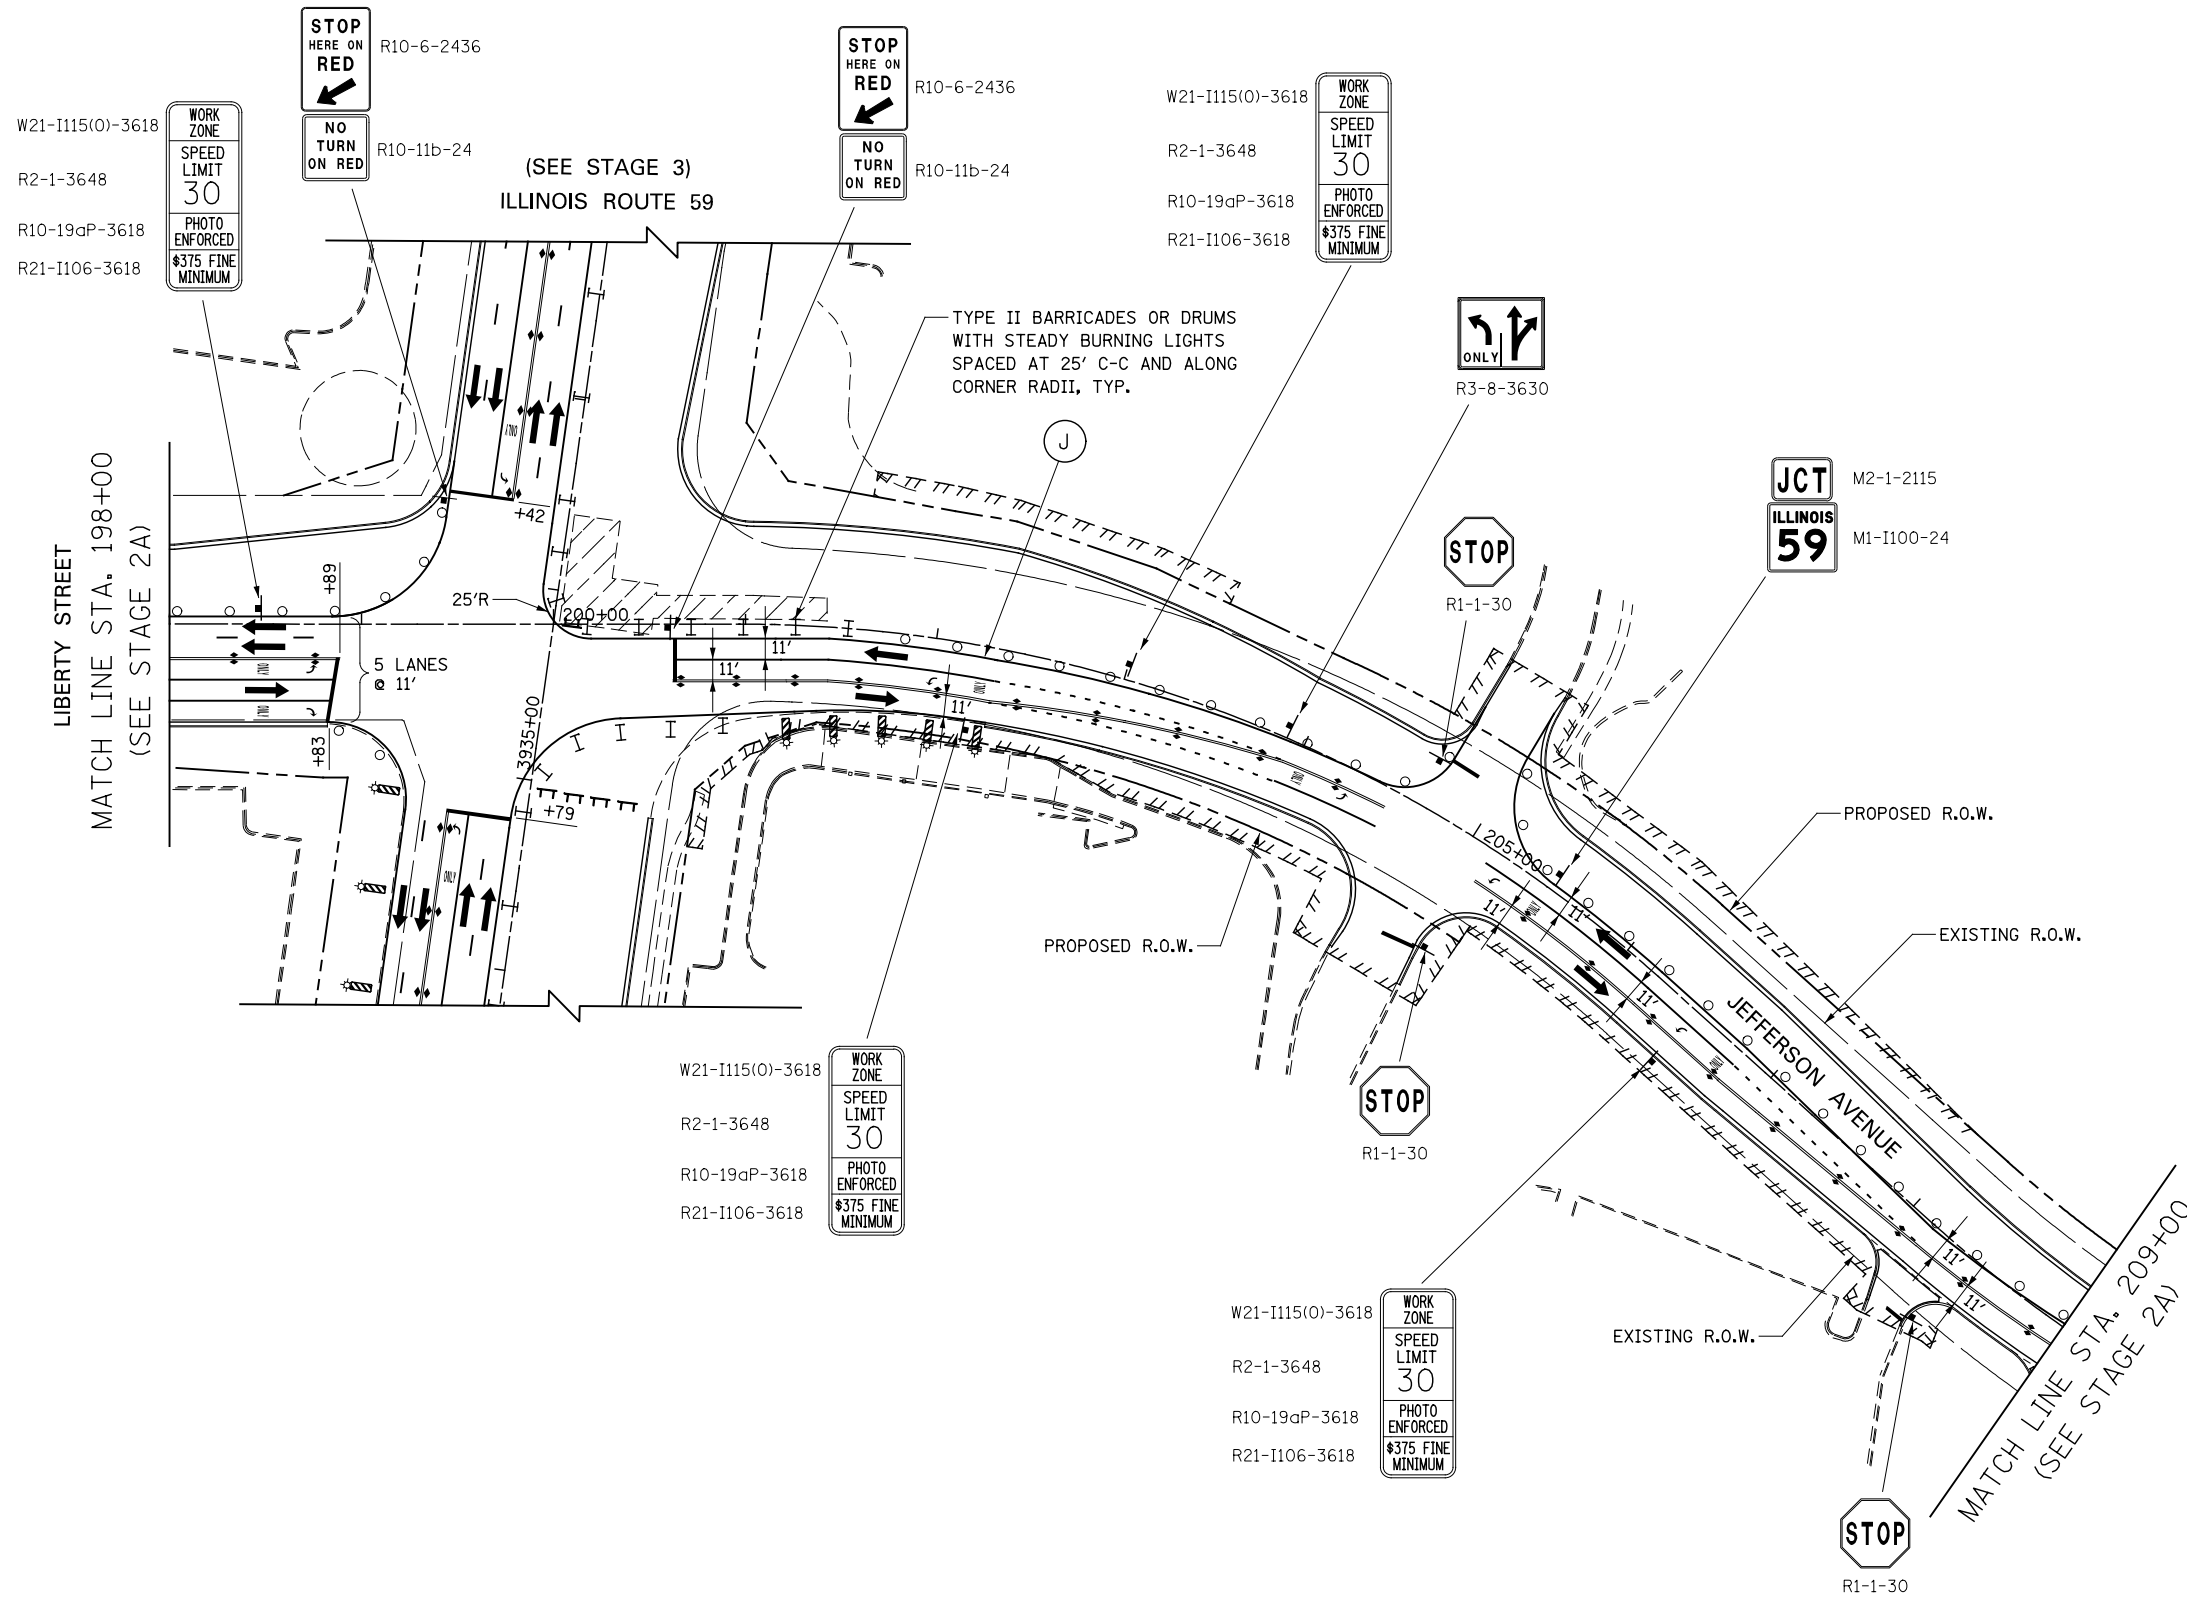 STOP
HERE ON
RED
R10-6-2436
NO
TURN
ON RED
R10-11b-24
STOP
HERE ON
RED
R10-6-2436
NO
TURN
ON RED
R10-11b-24
W21-I115(O)-3618
R2-1-3648
R10-19aP-3618
R21-I106-3618
WORK
ZONE
SPEED
LIMIT
30
PHOTO
ENFORCED
$375 FINE
MINIMUM
(SEE STAGE 3)
ILLINOIS ROUTE 59
W21-I115(O)-3618
R2-1-3648
R10-19aP-3618
R21-I106-3618
WORK
ZONE
SPEED
LIMIT
30
PHOTO
ENFORCED
$375 FINE
MINIMUM
TYPE II BARRICADES OR DRUMS
WITH STEADY BURNING LIGHTS
SPACED AT 25' C-C AND ALONG
CORNER RADII, TYP.
J
ONLY
R3-8-3630
JCT
M2-1-2115
ILLINOIS
59
M1-I100-24
STOP
R1-1-30
LIBERTY STREET
MATCH LINE STA. 198+00
(SEE STAGE 2A)
ONLY
+42
+89
25'R
200+00
5 LANES
@ 11'
ONLY
ONLY
+83
11'
11'
11'
ONLY
ONLY
3935+00
+79
ONLY
205+00
11'
11'
ONLY
11'
ONLY
PROPOSED R.O.W.
PROPOSED R.O.W.
EXISTING R.O.W.
JEFFERSON AVENUE
W21-I115(O)-3618
R2-1-3648
R10-19aP-3618
R21-I106-3618
WORK
ZONE
SPEED
LIMIT
30
PHOTO
ENFORCED
$375 FINE
MINIMUM
STOP
R1-1-30
W21-I115(O)-3618
R2-1-3648
R10-19aP-3618
R21-I106-3618
WORK
ZONE
SPEED
LIMIT
30
PHOTO
ENFORCED
$375 FINE
MINIMUM
11'
11'
EXISTING R.O.W.
MATCH LINE STA. 209+00
(SEE STAGE 2A)
STOP
R1-1-30